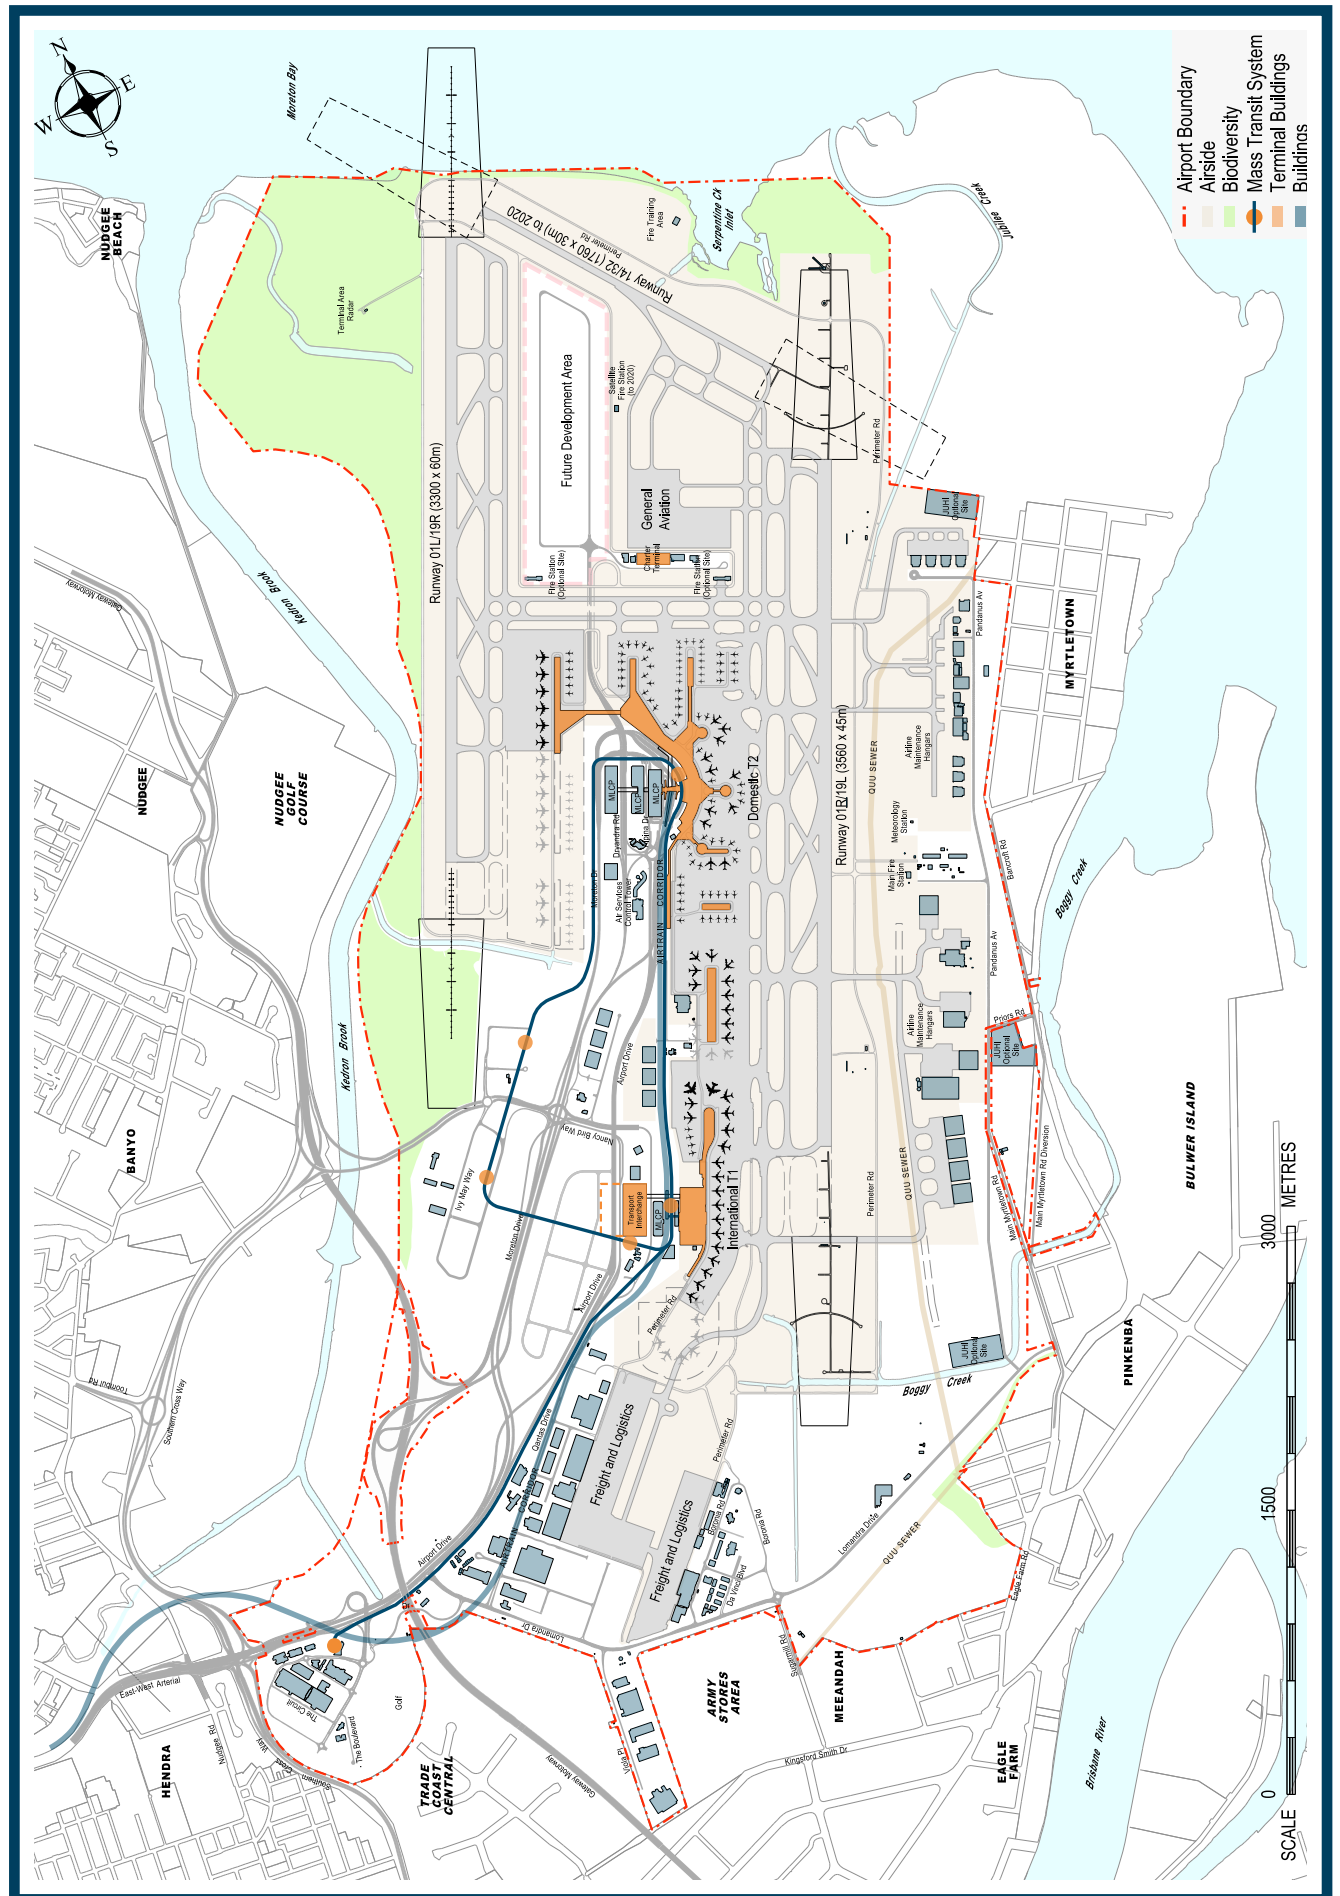 N
E
S
W
Moreton Bay
NUDGEE
BEACH
Airport Boundary
Airside
Biodiversity
Mass Transit System
Terminal Buildings
Buildings
Terminal Area
Radar
Fire Training
Area
Serpentine Ck
Inlet
Jubilee Creek
Perimeter Rd
Runway 14/32 (1760 x 30m) to 2020
Future Development Area
Satellite
Fire Station
(to 2020)
General
Aviation
Charter
Terminal
Fire Station
(Optional Site)
Fire Station
(Optional Site)
Perimeter Rd
JUHI
Optional
Site
Runway 01L/19R (3300 x 60m)
Kedron Brook
Gateway Motorway
NUDGEE
NUDGEE
GOLF
COURSE
MYRTLETOWN
Pandanus Av
QUU SEWER
Airline
Maintenance
Hangars
Runway 01R/19L (3560 x 45m)
Domestic T2
MLCP
MLCP
MLCP
Dryandra Rd
Moreton Dr
Air Services
Control Tower
AIRTRAIN CORRIDOR
Meteorology
Station
Main Fire
Station
Bancroft Rd
Boggy Creek
Pandanus Av
Airline
Maintenance
Hangars
Priors Rd
JUHI
Optional
Site
Kedron Brook
BANYO
Airport Drive
Nancy Bird Way
Ivy May Way
Moreton Drive
Transport
Interchange
MLCP
International T1
Airport Drive
Perimeter Rd
Perimeter Rd
QUU SEWER
Main Myrtletown Rd
Main Myrtletown Rd Diversion
BULWER ISLAND
JUHI
Optional
Site
Boggy Creek
PINKENBA
Toombul Rd
Southern Cross Way
Qantas Drive
Freight and Logistics
Freight and Logistics
AIRTRAIN CORRIDOR
Airport Drive
Perimeter Rd
Boronia Rd
Boronia Rd
Da Vinci Blvd
Lomandra Drive
QUU SEWER
Eagle Farm Rd
Lomandra Dr
Sugarmill Rd
MEEANDAH
ARMY
STORES
AREA
Viola Pl
Kingsford Smith Dr
EAGLE
FARM
Brisbane River
East-West Arterial
The Circuit
The Boulevard
Golf
Nudgee Rd
Southern Cross Way
HENDRA
TRADE
COAST
CENTRAL
Gateway Motorway
SCALE
0
1500
3000
METRES